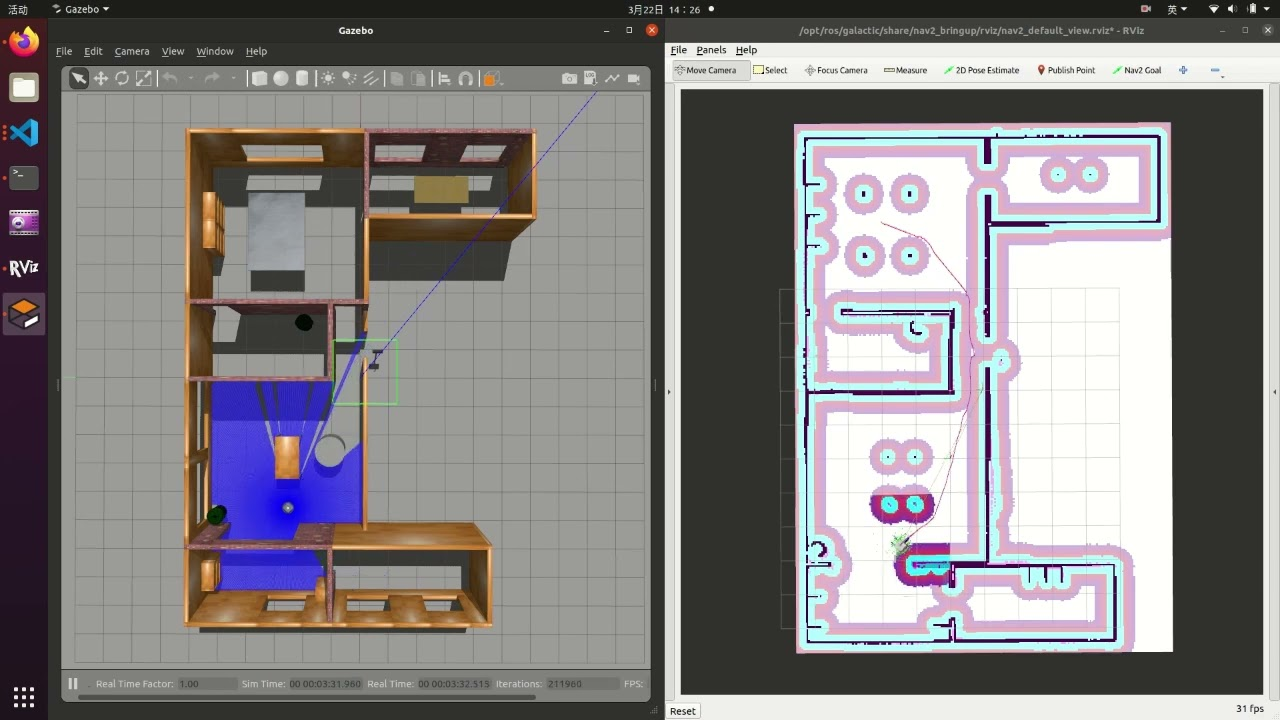 活动 Gazebo 3月22日 14：26 英
Gazebo
File Edit Camera View Window Help
Real Time Factor: 1.00 Sim Time: 00 00:03:31.960 Real Time: 00 00:03:32.515 Iterations: 211960 FPS:
/opt/ros/galactic/share/nav2_bringup/rviz/nav2_default_view.rviz* - RViz
File Panels Help
Move Camera Select Focus Camera Measure 2D Pose Estimate Publish Point Nav2 Goal
Reset 31 fps
RViz